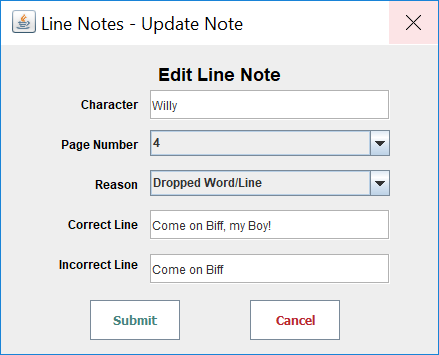 Line Notes - Update Note
Edit Line Note
Character Willy
Page Number 4
Reason Dropped Word/Line
Correct Line Come on Biff, my Boy!
Incorrect Line Come on Biff
Submit Cancel